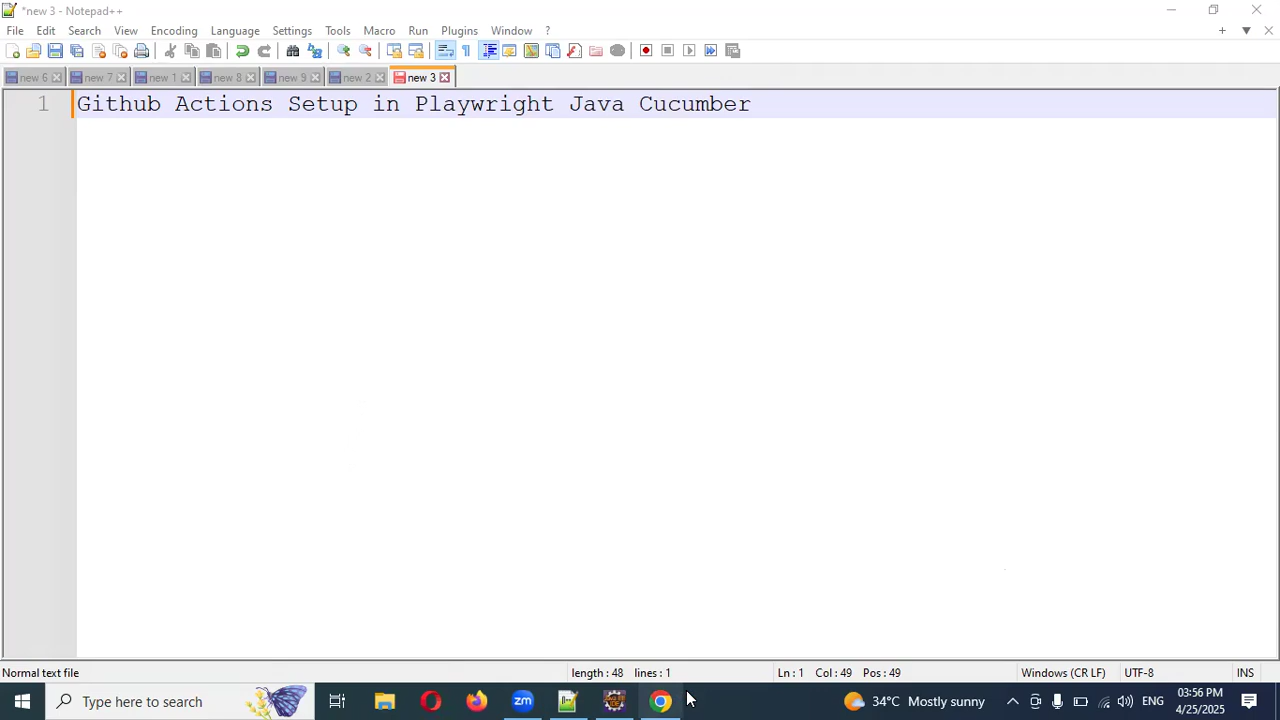 *new 3 - Notepad++
File Edit Search View Encoding Language Settings Tools Macro Run Plugins Window ?
new 6 new 7 new 1 new 8 new 9 new 2 new 3
1 Github Actions Setup in Playwright Java Cucumber
Normal text file length : 48 lines : 1 Ln : 1 Col : 49 Pos : 49 Windows (CR LF) UTF-8 INS
Type here to search zm 34°C Mostly sunny ENG 03:56 PM
4/25/2025